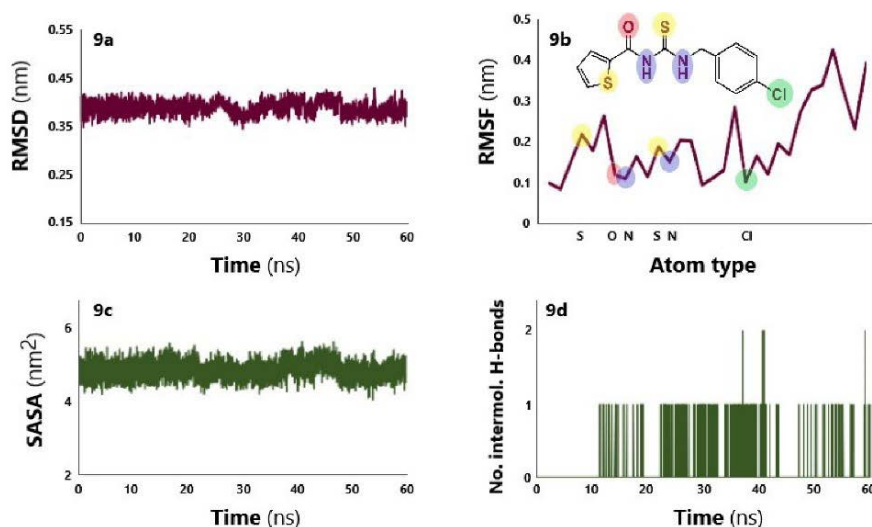 9a
RMSD (nm)
0.55
0.45
0.35
0.25
0.15
0 10 20 30 40 50 60
Time (ns)
9b
RMSF (nm)
0.5
0.4
0.3
0.2
0.1
0
O S
N N
H H
S
Cl
S O N S N Cl
Atom type
9c
SASA (nm²)
6
4
2
0 10 20 30 40 50 60
Time (ns)
9d
No. intermol. H-bonds
2
1
0
0 10 20 30 40 50 60
Time (ns)